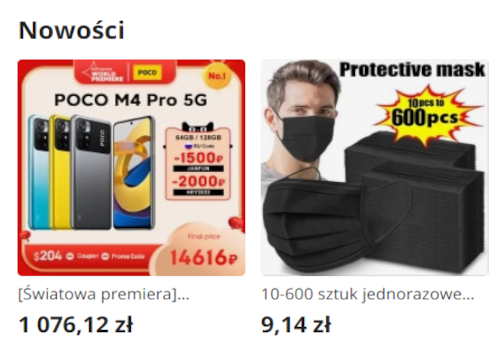 Nowości
WORLD
PREMIERE
POCO
No.1
POCO M4 Pro 5G
64GB / 128GB
RU Code
-1500₽
-2000₽
Final price
$204 Coupon Promo Code
14616₽
Protective mask
10pcs to
600pcs
[Światowa premiera]...
10-600 sztuk jednorazowe...
1 076,12 zł
9,14 zł